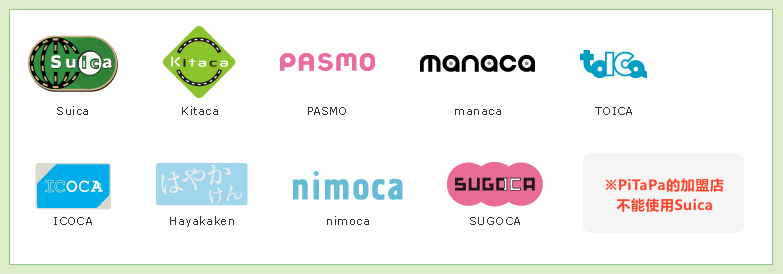 Suica
Kitaca
PASMO
manaca
TOICA
Suica
Kitaca
PASMO
manaca
TOICA
ICOCA
はやか
けん
nimoca
SUGOCA
※PiTaPa的加盟店
不能使用Suica
ICOCA
Hayakaken
nimoca
SUGOCA